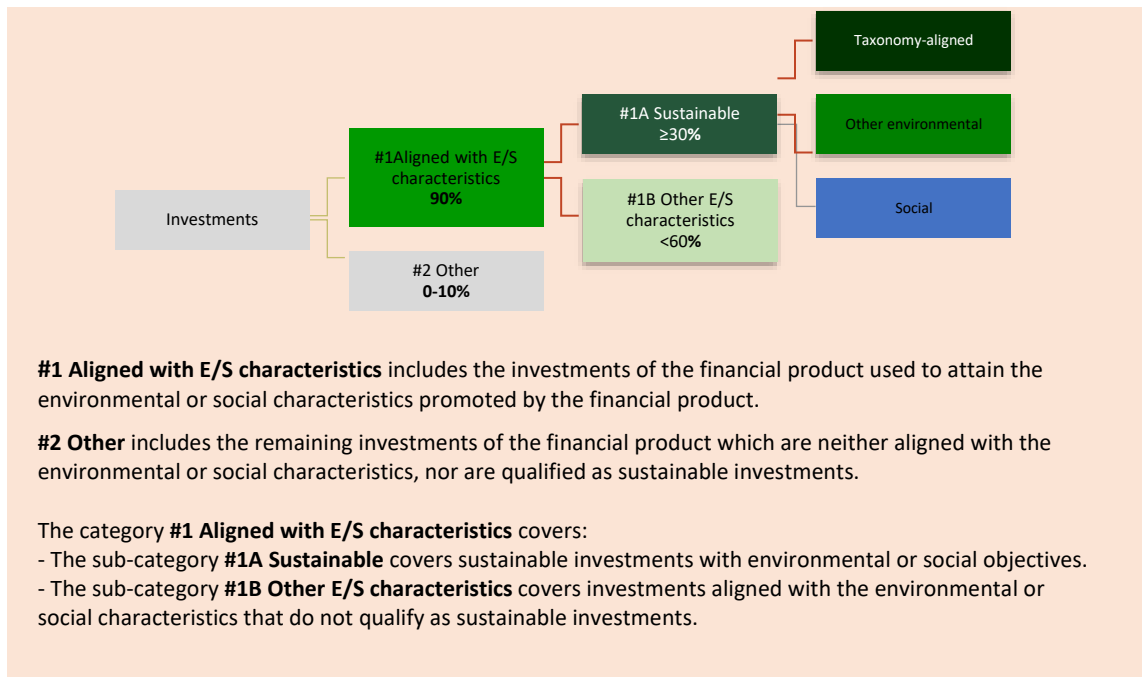 Taxonomy-aligned
#1A Sustainable
≥30%
Other environmental
#1Aligned with E/S
characteristics
90%
#1B Other E/S
characteristics
<60%
Social
Investments
#2 Other
0-10%
#1 Aligned with E/S characteristics includes the investments of the financial product used to attain the
environmental or social characteristics promoted by the financial product.
#2 Other includes the remaining investments of the financial product which are neither aligned with the
environmental or social characteristics, nor are qualified as sustainable investments.
The category #1 Aligned with E/S characteristics covers:
- The sub-category #1A Sustainable covers sustainable investments with environmental or social objectives.
- The sub-category #1B Other E/S characteristics covers investments aligned with the environmental or
social characteristics that do not qualify as sustainable investments.